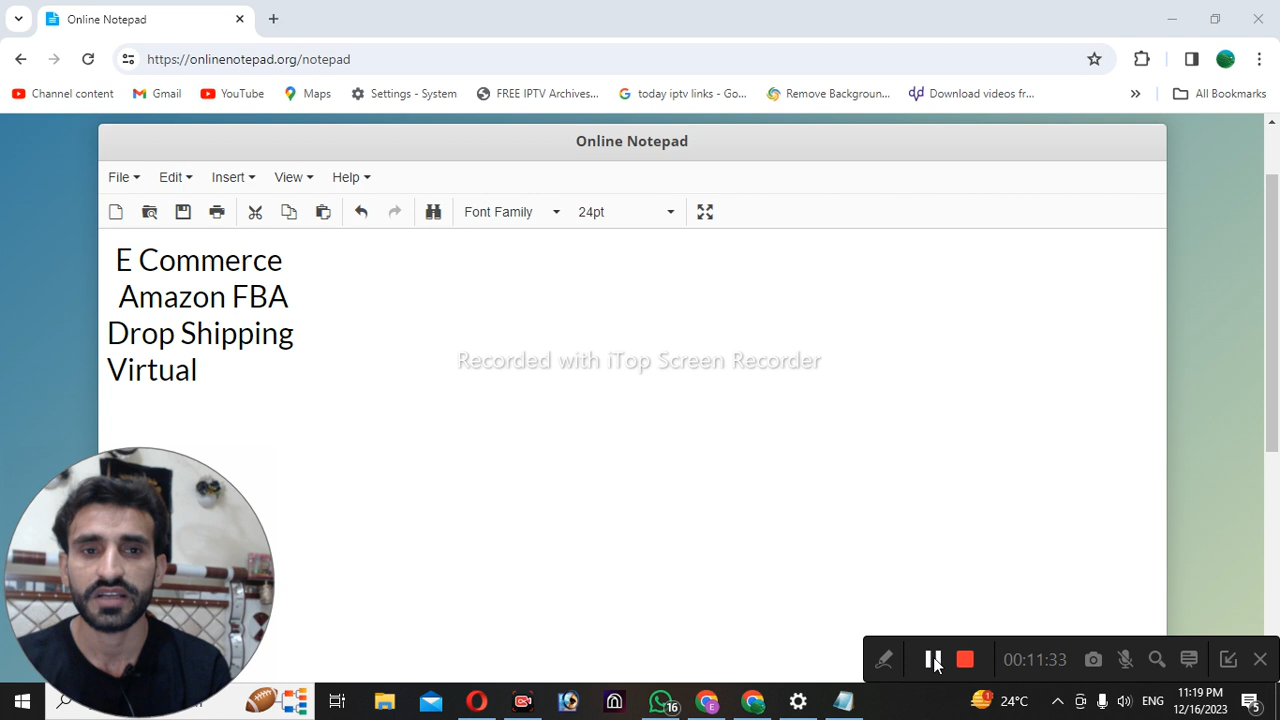 Online Notepad
https://onlinenotepad.org/notepad
Channel content
Gmail
YouTube
Maps
Settings - System
FREE IPTV Archives...
today iptv links - Go...
Remove Backgroun...
Download videos fr...
All Bookmarks
Online Notepad
File
Edit
Insert
View
Help
Font Family
24pt
E Commerce
Amazon FBA
Drop Shipping
Virtual
Recorded with iTop Screen Recorder
00:11:33
16
1
24°C
ENG
11:19 PM
12/16/2023
5